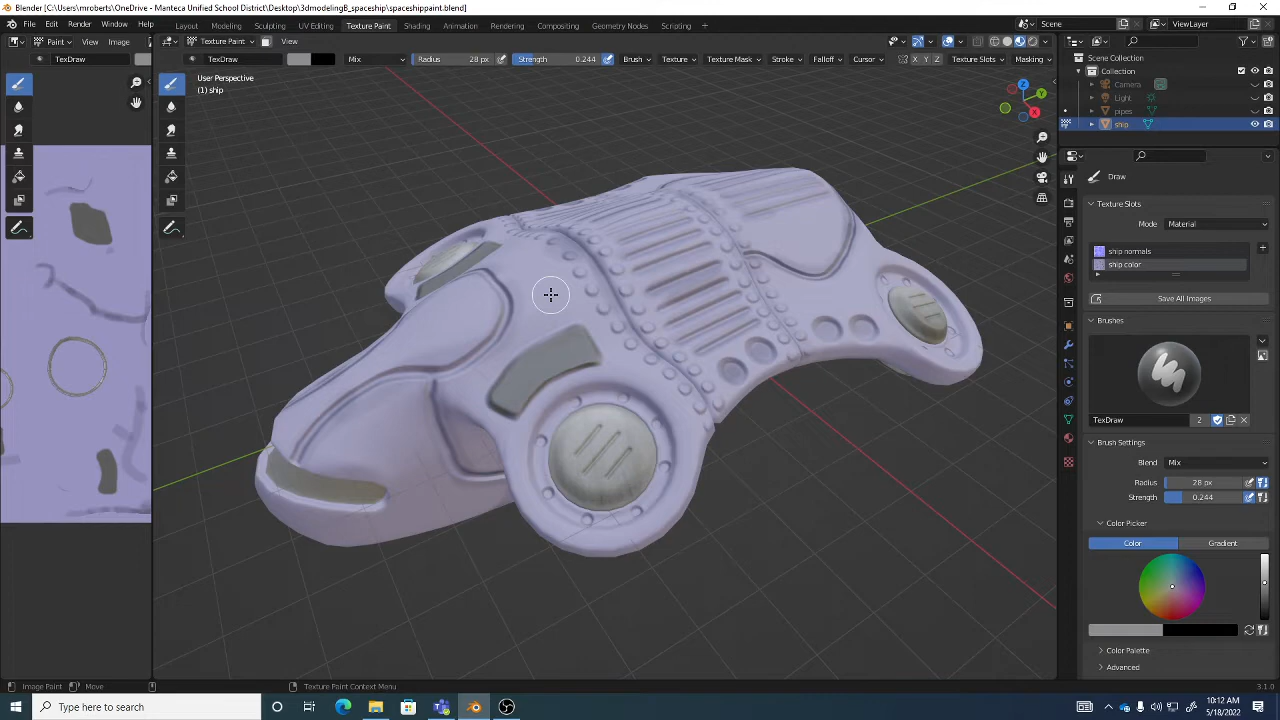 Blender [C:\Users\mroberts\OneDrive - Manteca Unified School District\Desktop\3dmodelingB_spaceship\spaceshippaint.blend]
File Edit Render Window Help Layout Modeling Sculpting UV Editing Texture Paint Shading Animation Rendering Compositing Geometry Nodes Scripting Scene ViewLayer
Paint View Image Texture Paint View
TexDraw TexDraw Mix Radius 28 px Strength 0.244 Brush Texture Texture Mask Stroke Falloff Cursor X Y Z Texture Slots Masking
User Perspective
(1) ship
Z
Y
X
Scene Collection
Collection
Camera
Light
pipes
ship
Draw
Texture Slots
Mode Material
ship normals
ship color
Save All Images
Brushes
TexDraw 2
Brush Settings
Blend Mix
Radius 28 px
Strength 0.244
Color Picker
Color Gradient
Color Palette
Advanced
Image Paint Move Texture Paint Context Menu 3.1.0
Type here to search
10:12 AM
5/18/2022